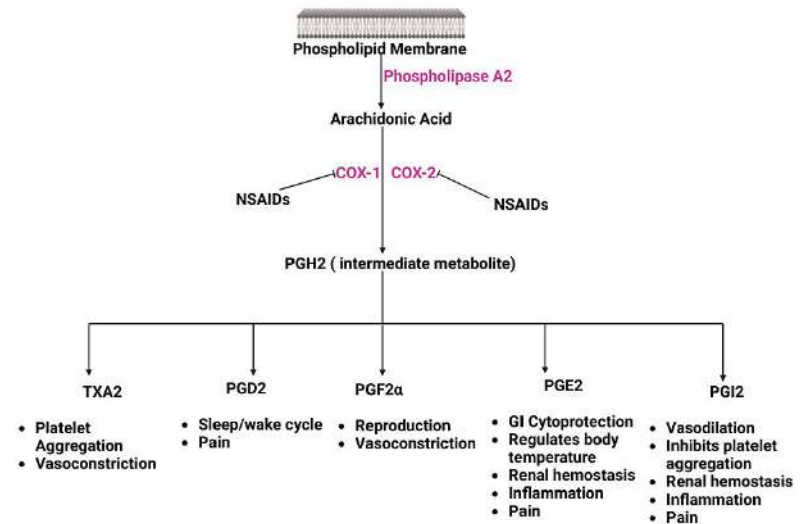 Phospholipid Membrane
Phospholipase A2
Arachidonic Acid
COX-1 COX-2
NSAIDs
NSAIDs
PGH2 ( intermediate metabolite)
TXA2
• Platelet
Aggregation
• Vasoconstriction
PGD2
• Sleep/wake cycle
• Pain
PGF2α
• Reproduction
• Vasoconstriction
PGE2
• GI Cytoprotection
• Regulates body
temperature
• Renal hemostasis
• Inflammation
• Pain
PGI2
• Vasodilation
• Inhibits platelet
aggregation
• Renal hemostasis
• Inflammation
• Pain